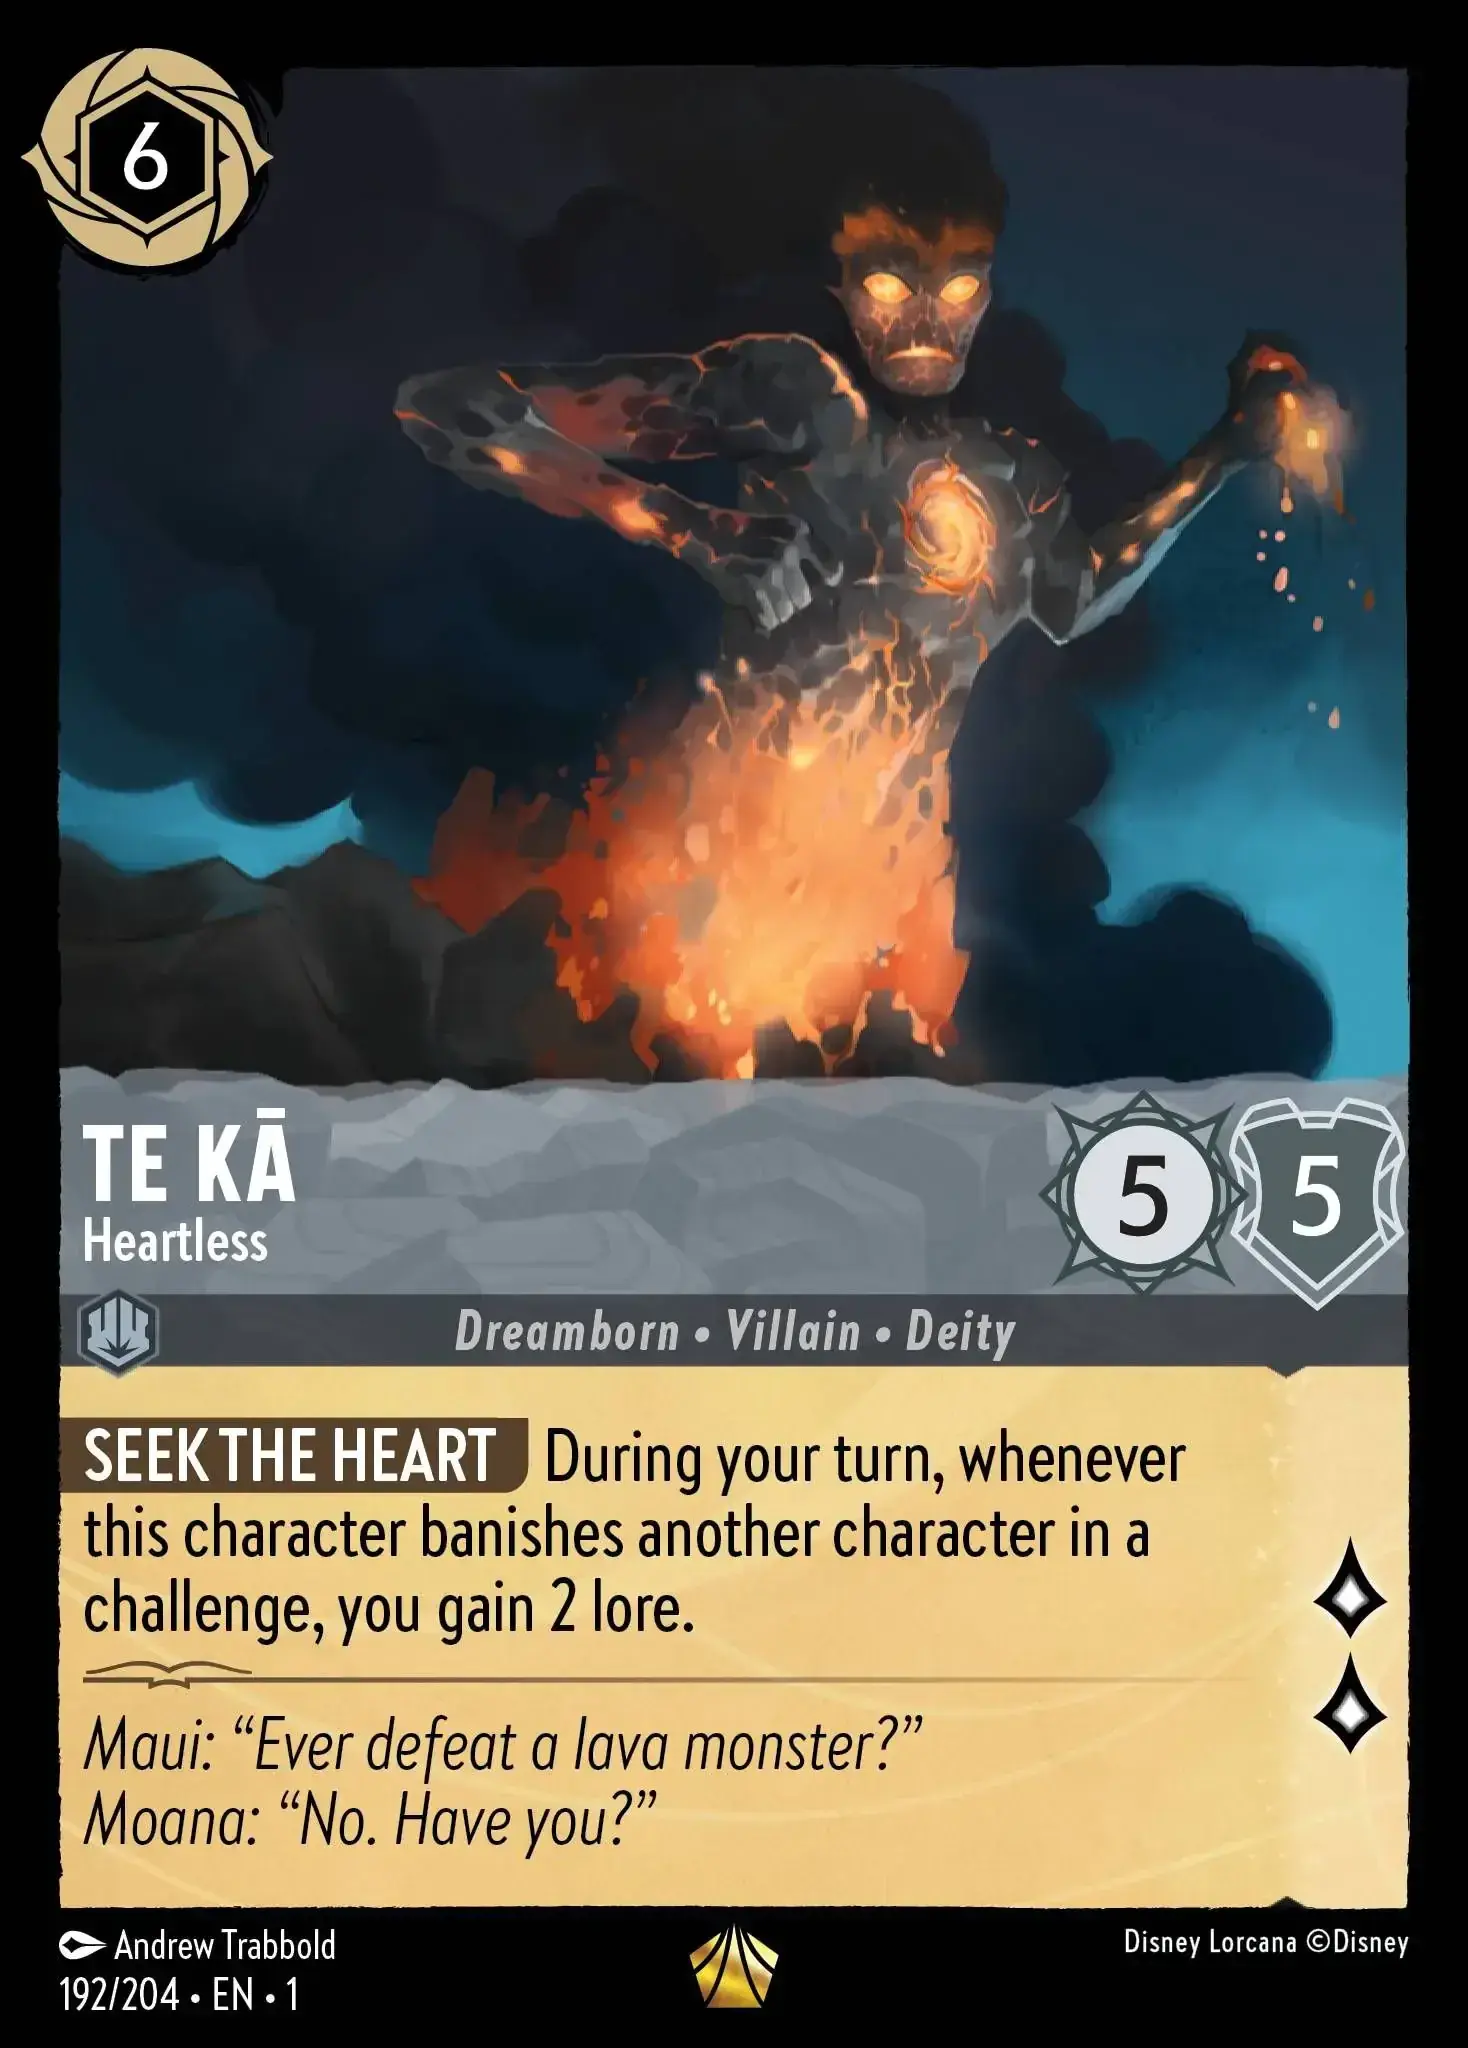 6
TE KĀ
Heartless
5
5
Dreamborn • Villain • Deity
SEEK THE HEART During your turn, whenever
this character banishes another character in a
challenge, you gain 2 lore.
Maui: “Ever defeat a lava monster?”
Moana: “No. Have you?”
Andrew Trabbold
192/204 • EN • 1
Disney Lorcana ©Disney